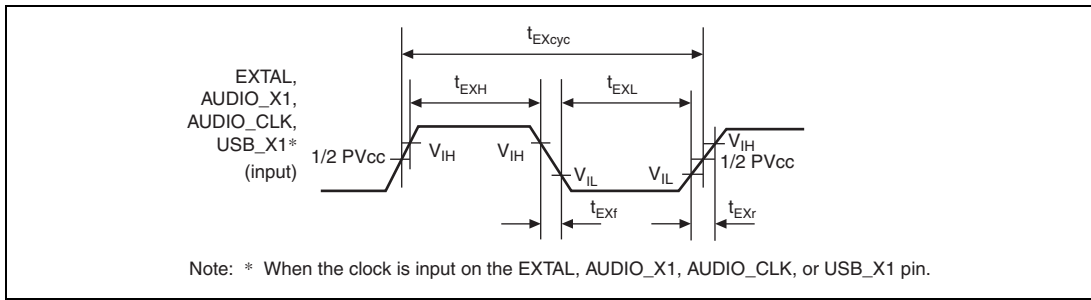 tEXcyc
tEXH
tEXL
EXTAL,
AUDIO_X1,
AUDIO_CLK,
USB_X1*
(input)
1/2 PVcc
VIH
VIH
VIL
VIL
VIH
1/2 PVcc
tEXf
tEXr
Note: * When the clock is input on the EXTAL, AUDIO_X1, AUDIO_CLK, or USB_X1 pin.